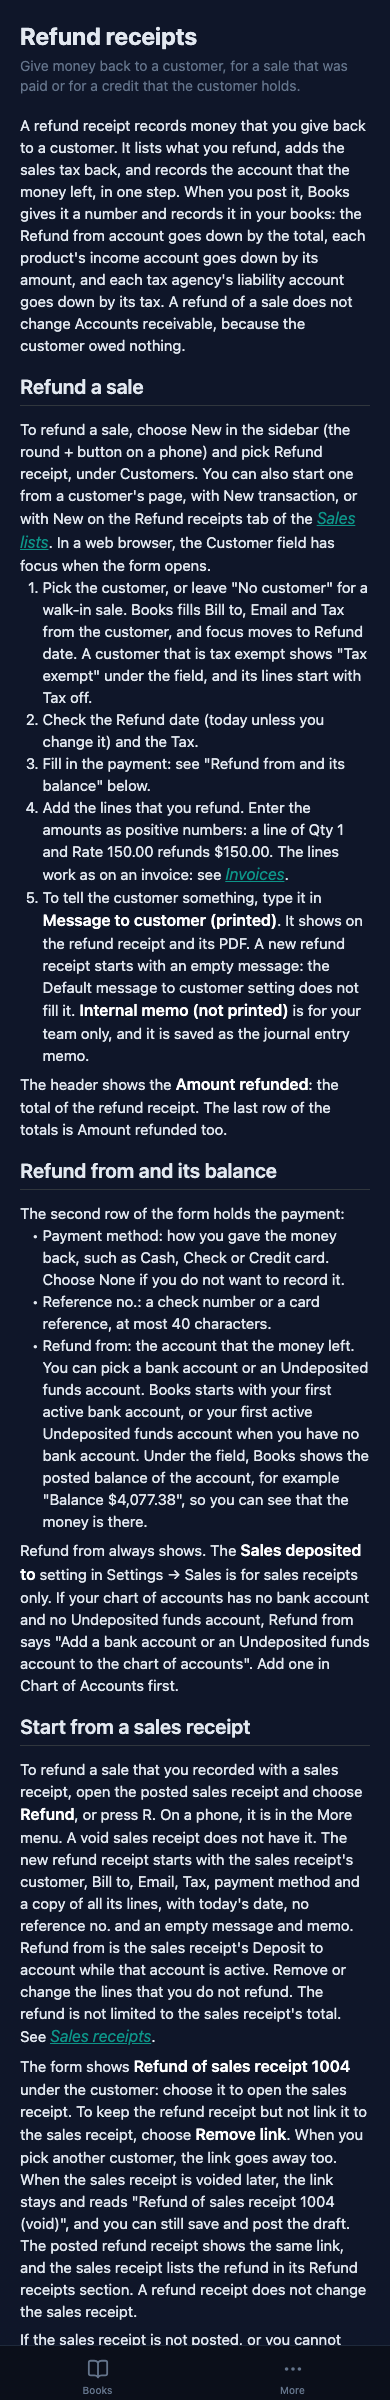 Refund receipts
Give money back to a customer, for a sale that was
paid or for a credit that the customer holds.
A refund receipt records money that you give back
to a customer. It lists what you refund, adds the
sales tax back, and records the account that the
money left, in one step. When you post it, Books
gives it a number and records it in your books: the
Refund from account goes down by the total, each
product's income account goes down by its
amount, and each tax agency's liability account
goes down by its tax. A refund of a sale does not
change Accounts receivable, because the
customer owed nothing.
Refund a sale
To refund a sale, choose New in the sidebar (the
round + button on a phone) and pick Refund
receipt, under Customers. You can also start one
from a customer's page, with New transaction, or
with New on the Refund receipts tab of the Sales
lists. In a web browser, the Customer field has
focus when the form opens.
1. Pick the customer, or leave "No customer" for a
walk-in sale. Books fills Bill to, Email and Tax
from the customer, and focus moves to Refund
date. A customer that is tax exempt shows "Tax
exempt" under the field, and its lines start with
Tax off.
2. Check the Refund date (today unless you
change it) and the Tax.
3. Fill in the payment: see "Refund from and its
balance" below.
4. Add the lines that you refund. Enter the
amounts as positive numbers: a line of Qty 1
and Rate 150.00 refunds $150.00. The lines
work as on an invoice: see Invoices.
5. To tell the customer something, type it in
Message to customer (printed). It shows on
the refund receipt and its PDF. A new refund
receipt starts with an empty message: the
Default message to customer setting does not
fill it. Internal memo (not printed) is for your
team only, and it is saved as the journal entry
memo.
The header shows the Amount refunded: the
total of the refund receipt. The last row of the
totals is Amount refunded too.
Refund from and its balance
The second row of the form holds the payment:
• Payment method: how you gave the money
back, such as Cash, Check or Credit card.
Choose None if you do not want to record it.
• Reference no.: a check number or a card
reference, at most 40 characters.
• Refund from: the account that the money left.
You can pick a bank account or an Undeposited
funds account. Books starts with your first
active bank account, or your first active
Undeposited funds account when you have no
bank account. Under the field, Books shows the
posted balance of the account, for example
"Balance $4,077.38", so you can see that the
money is there.
Refund from always shows. The Sales deposited
to setting in Settings → Sales is for sales receipts
only. If your chart of accounts has no bank account
and no Undeposited funds account, Refund from
says "Add a bank account or an Undeposited funds
account to the chart of accounts". Add one in
Chart of Accounts first.
Start from a sales receipt
To refund a sale that you recorded with a sales
receipt, open the posted sales receipt and choose
Refund, or press R. On a phone, it is in the More
menu. A void sales receipt does not have it. The
new refund receipt starts with the sales receipt's
customer, Bill to, Email, Tax, payment method and
a copy of all its lines, with today's date, no
reference no. and an empty message and memo.
Refund from is the sales receipt's Deposit to
account while that account is active. Remove or
change the lines that you do not refund. The
refund is not limited to the sales receipt's total.
See Sales receipts.
The form shows Refund of sales receipt 1004
under the customer: choose it to open the sales
receipt. To keep the refund receipt but not link it to
the sales receipt, choose Remove link. When you
pick another customer, the link goes away too.
When the sales receipt is voided later, the link
stays and reads "Refund of sales receipt 1004
(void)", and you can still save and post the draft.
The posted refund receipt shows the same link,
and the sales receipt lists the refund in its Refund
receipts section. A refund receipt does not change
the sales receipt.
If the sales receipt is not posted, or you cannot
Books
More